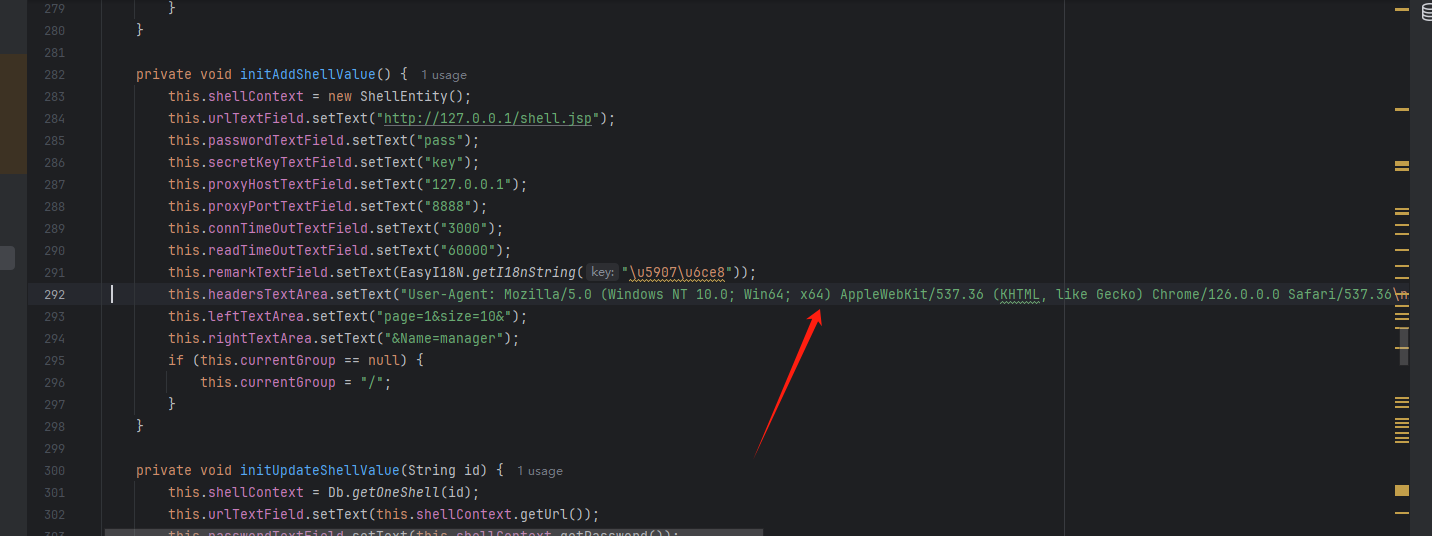 279 }
280 }
281
282 private void initAddShellValue() { 1 usage
283 this.shellContext = new ShellEntity();
284 this.urlTextField.setText("http://127.0.0.1/shell.jsp");
285 this.passwordTextField.setText("pass");
286 this.secretKeyTextField.setText("key");
287 this.proxyHostTextField.setText("127.0.0.1");
288 this.proxyPortTextField.setText("8888");
289 this.connTimeOutTextField.setText("3000");
290 this.readTimeOutTextField.setText("60000");
291 this.remarkTextField.setText(EasyI18N.getI18nString( key: "\u5907\u6ce8"));
292 this.headersTextArea.setText("User-Agent: Mozilla/5.0 (Windows NT 10.0; Win64; x64) AppleWebKit/537.36 (KHTML, like Gecko) Chrome/126.0.0.0 Safari/537.36\n
293 this.leftTextArea.setText("page=1&size=10&");
294 this.rightTextArea.setText("&Name=manager");
295 if (this.currentGroup == null) {
296 this.currentGroup = "/";
297 }
298 }
299
300 private void initUpdateShellValue(String id) { 1 usage
301 this.shellContext = Db.getOneShell(id);
302 this.urlTextField.setText(this.shellContext.getUrl());
303 this.passwordTextField.setText(this.shellContext.getPassword());